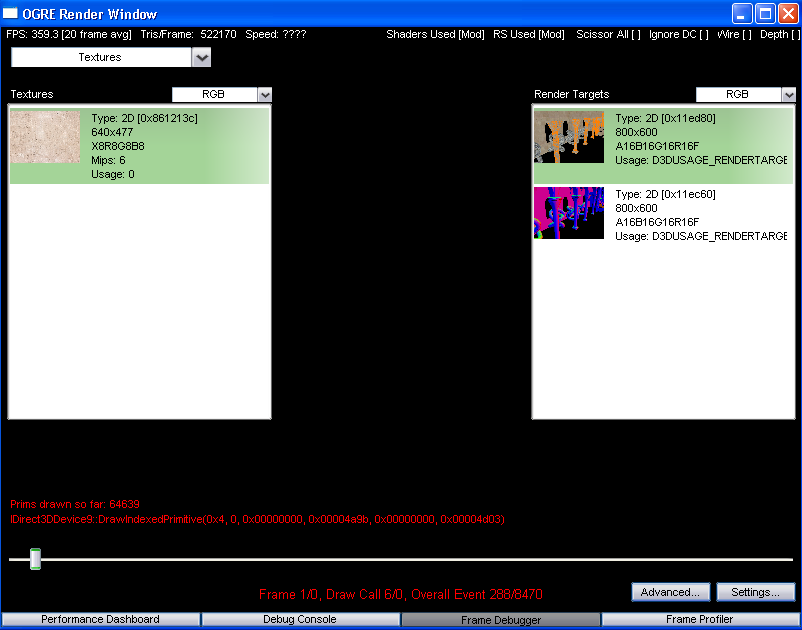 OGRE Render Window
FPS: 359.3 [20 frame avg] Tris/Frame: 522170 Speed: ???? Shaders Used [Mod] RS Used [Mod] Scissor All [ ] Ignore DC [ ] Wire [ ] Depth [ ]
Textures
Textures RGB Render Targets RGB
Type: 2D [0x861213c]
640x477
X8R8G8B8
Mips: 6
Usage: 0
Type: 2D [0x11ed80]
800x600
A16B16G16R16F
Usage: D3DUSAGE_RENDERTARGE
Type: 2D [0x11ec60]
800x600
A16B16G16R16F
Usage: D3DUSAGE_RENDERTARGE
Prims drawn so far: 64639
IDirect3DDevice9::DrawIndexedPrimitive(0x4, 0, 0x00000000, 0x00004a9b, 0x00000000, 0x00004d03)
Frame 1/0, Draw Call 6/0, Overall Event 288/8470
Advanced... Settings...
Performance Dashboard Debug Console Frame Debugger Frame Profiler